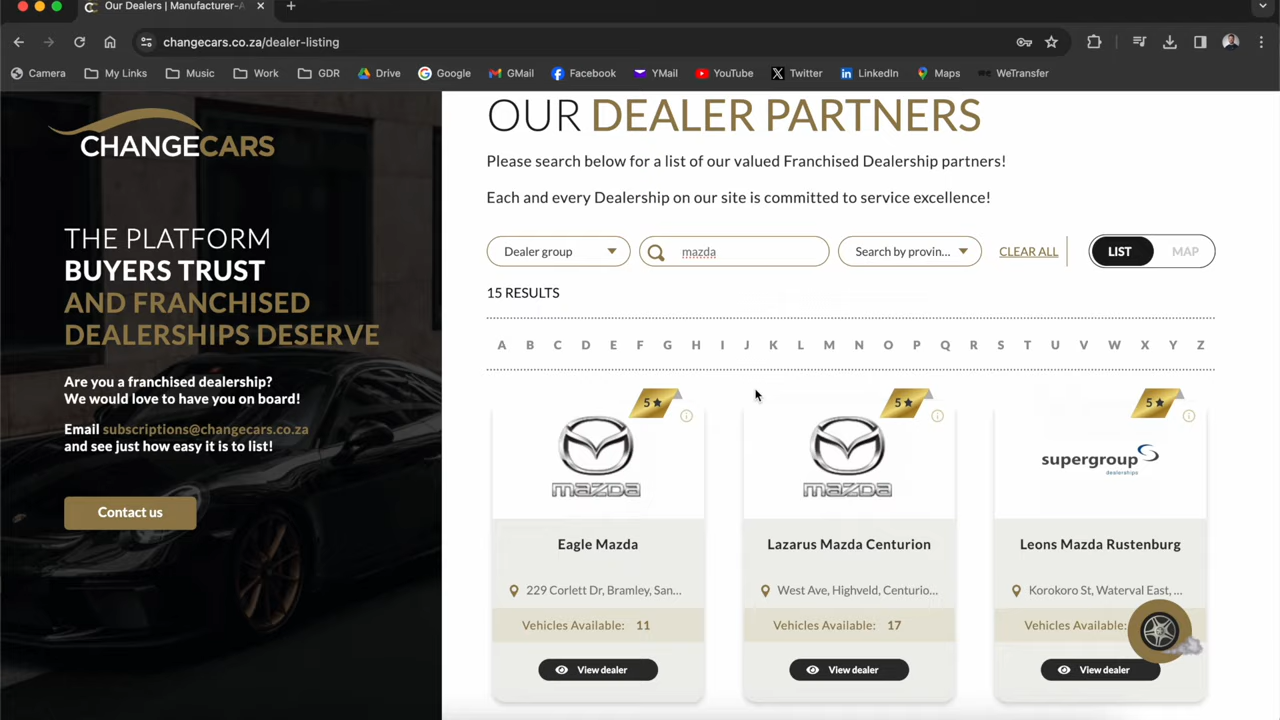 Our Dealers | Manufacturer-A
changecars.co.za/dealer-listing
Camera My Links Music Work GDR Drive Google GMail Facebook YMail YouTube Twitter LinkedIn Maps WeTransfer
CHANGECARS
THE PLATFORM
BUYERS TRUST
AND FRANCHISED
DEALERSHIPS DESERVE
Are you a franchised dealership?
We would love to have you on board!
Email subscriptions@changecars.co.za
and see just how easy it is to list!
Contact us
OUR DEALER PARTNERS
Please search below for a list of our valued Franchised Dealership partners!
Each and every Dealership on our site is committed to service excellence!
Dealer group mazda Search by provin... CLEAR ALL LIST MAP
15 RESULTS
A B C D E F G H I J K L M N O P Q R S T U V W X Y Z
5 5 5
mazda mazda supergroup
dealerships
Eagle Mazda Lazarus Mazda Centurion Leons Mazda Rustenburg
229 Corlett Dr, Bramley, San... West Ave, Highveld, Centurio... Korokoro St, Waterval East, ...
Vehicles Available: 11 Vehicles Available: 17 Vehicles Available:
View dealer View dealer View dealer